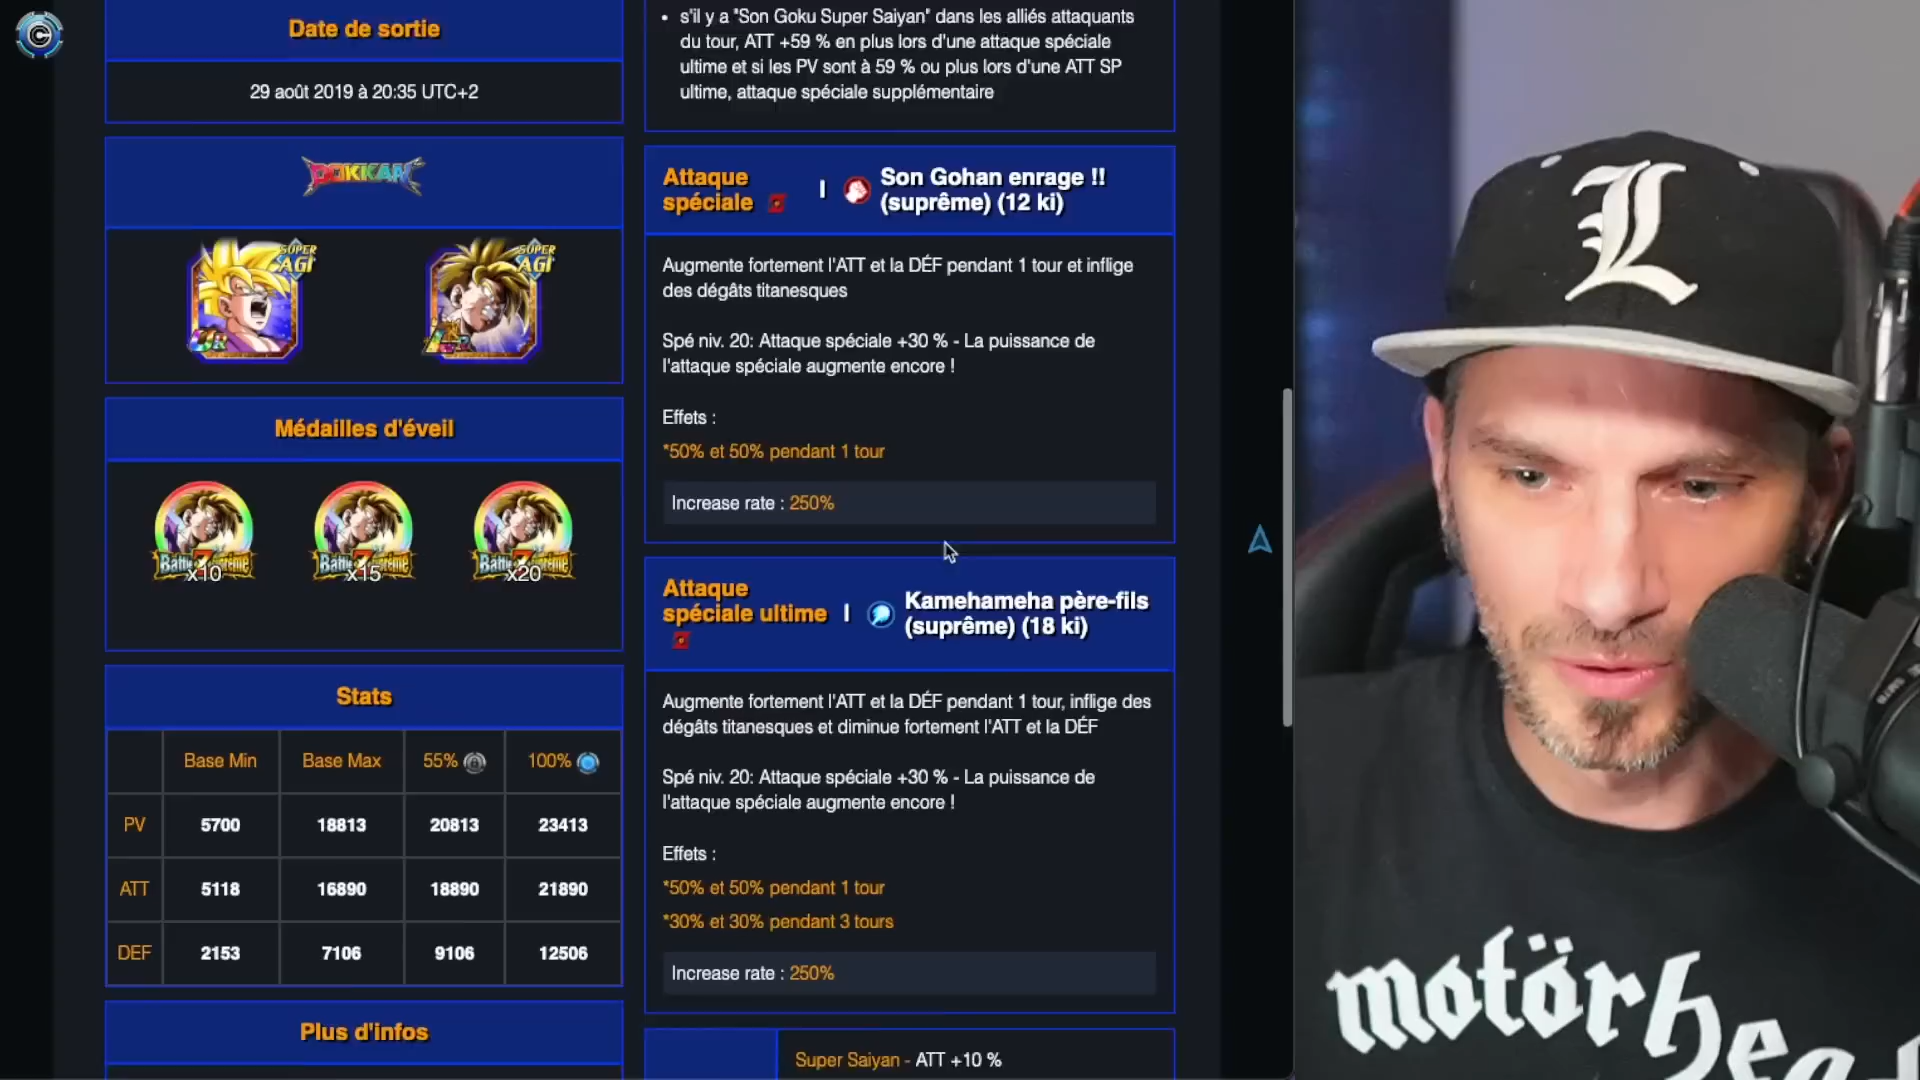 Date de sortie
29 août 2019 à 20:35 UTC+2
DOKKAN
SUPER
AGI
UR
SUPER
AGI
LR
Médailles d'éveil
Battle Z Suprême
x10
Battle Z Suprême
x15
Battle Z Suprême
x20
Stats
Base Min
Base Max
55%
100%
PV
5700
18813
20813
23413
ATT
5118
16890
18890
21890
DEF
2153
7106
9106
12506
Plus d'infos
• s'il y a "Son Goku Super Saiyan" dans les alliés attaquants
du tour, ATT +59 % en plus lors d'une attaque spéciale
ultime et si les PV sont à 59 % ou plus lors d'une ATT SP
ultime, attaque spéciale supplémentaire
Attaque
spéciale
Son Gohan enrage !!
(suprême) (12 ki)
Augmente fortement l'ATT et la DÉF pendant 1 tour et inflige
des dégâts titanesques
Spé niv. 20: Attaque spéciale +30 % - La puissance de
l'attaque spéciale augmente encore !
Effets :
*50% et 50% pendant 1 tour
Increase rate : 250%
Attaque
spéciale ultime
Kamehameha père-fils
(suprême) (18 ki)
Augmente fortement l'ATT et la DÉF pendant 1 tour, inflige des
dégâts titanesques et diminue fortement l'ATT et la DÉF
Spé niv. 20: Attaque spéciale +30 % - La puissance de
l'attaque spéciale augmente encore !
Effets :
*50% et 50% pendant 1 tour
*30% et 30% pendant 3 tours
Increase rate : 250%
Super Saiyan - ATT +10 %
L
motörhead